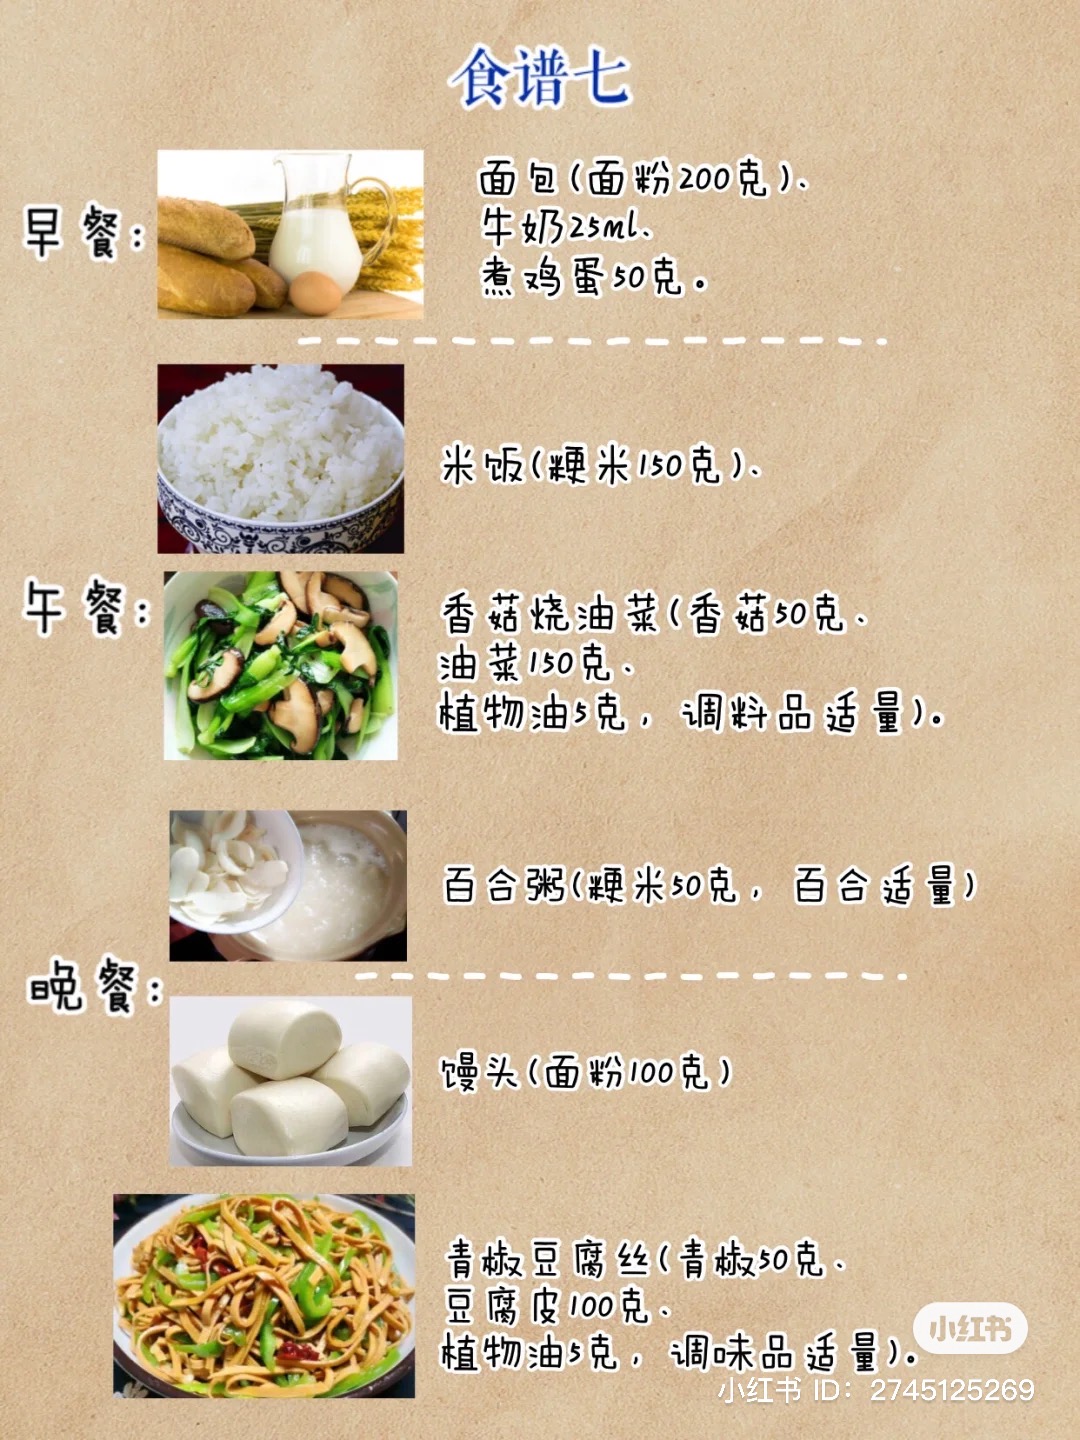 食谱七
早餐:
面包(面粉200克)、
牛奶25ml、
煮鸡蛋50克。
米饭(粳米150克)、
午餐:
香菇烧油菜(香菇50克、
油菜150克、
植物油5克，调料品适量)。
百合粥(粳米50克，百合适量)
晚餐:
馒头(面粉100克)
青椒豆腐丝(青椒50克、
豆腐皮100克、
植物油5克，调味品适量)。
小红书
小红书 ID: 2745125269